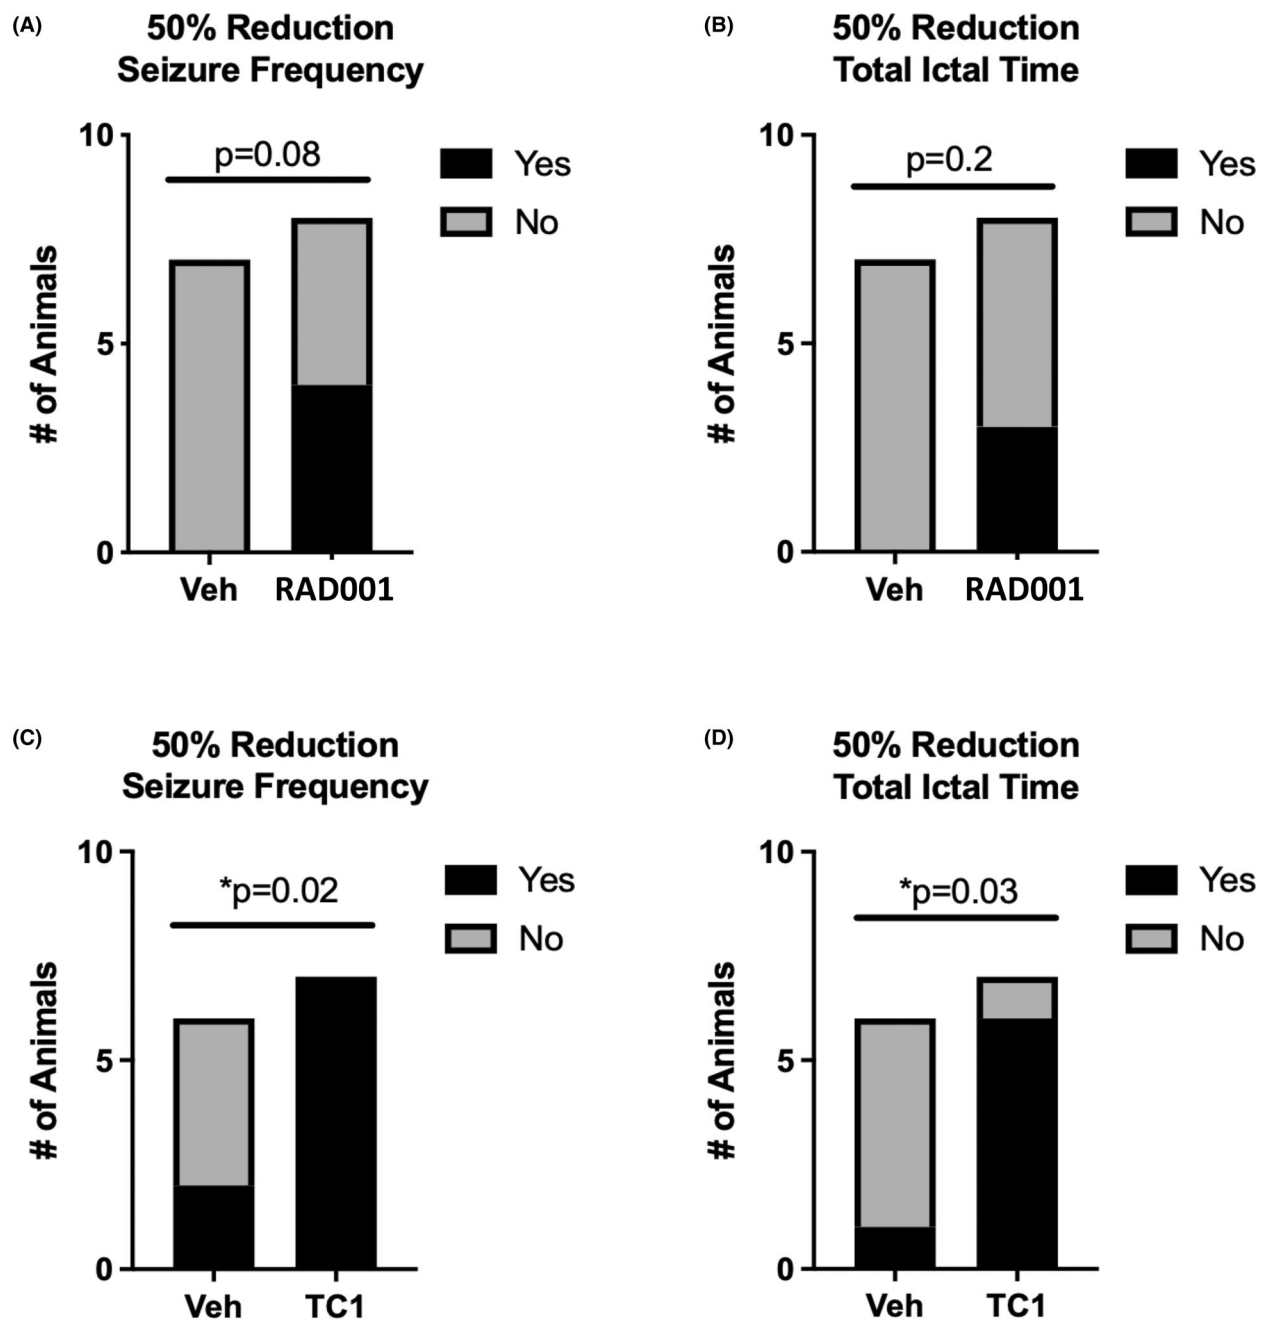 (A)
50% Reduction
Seizure Frequency
10
p=0.08
Yes
No
# of Animals
5
0
Veh RAD001
(B)
50% Reduction
Total Ictal Time
10
p=0.2
Yes
No
# of Animals
5
0
Veh RAD001
(C)
50% Reduction
Seizure Frequency
10
*p=0.02
Yes
No
# of Animals
5
0
Veh TC1
(D)
50% Reduction
Total Ictal Time
10
*p=0.03
Yes
No
# of Animals
5
0
Veh TC1